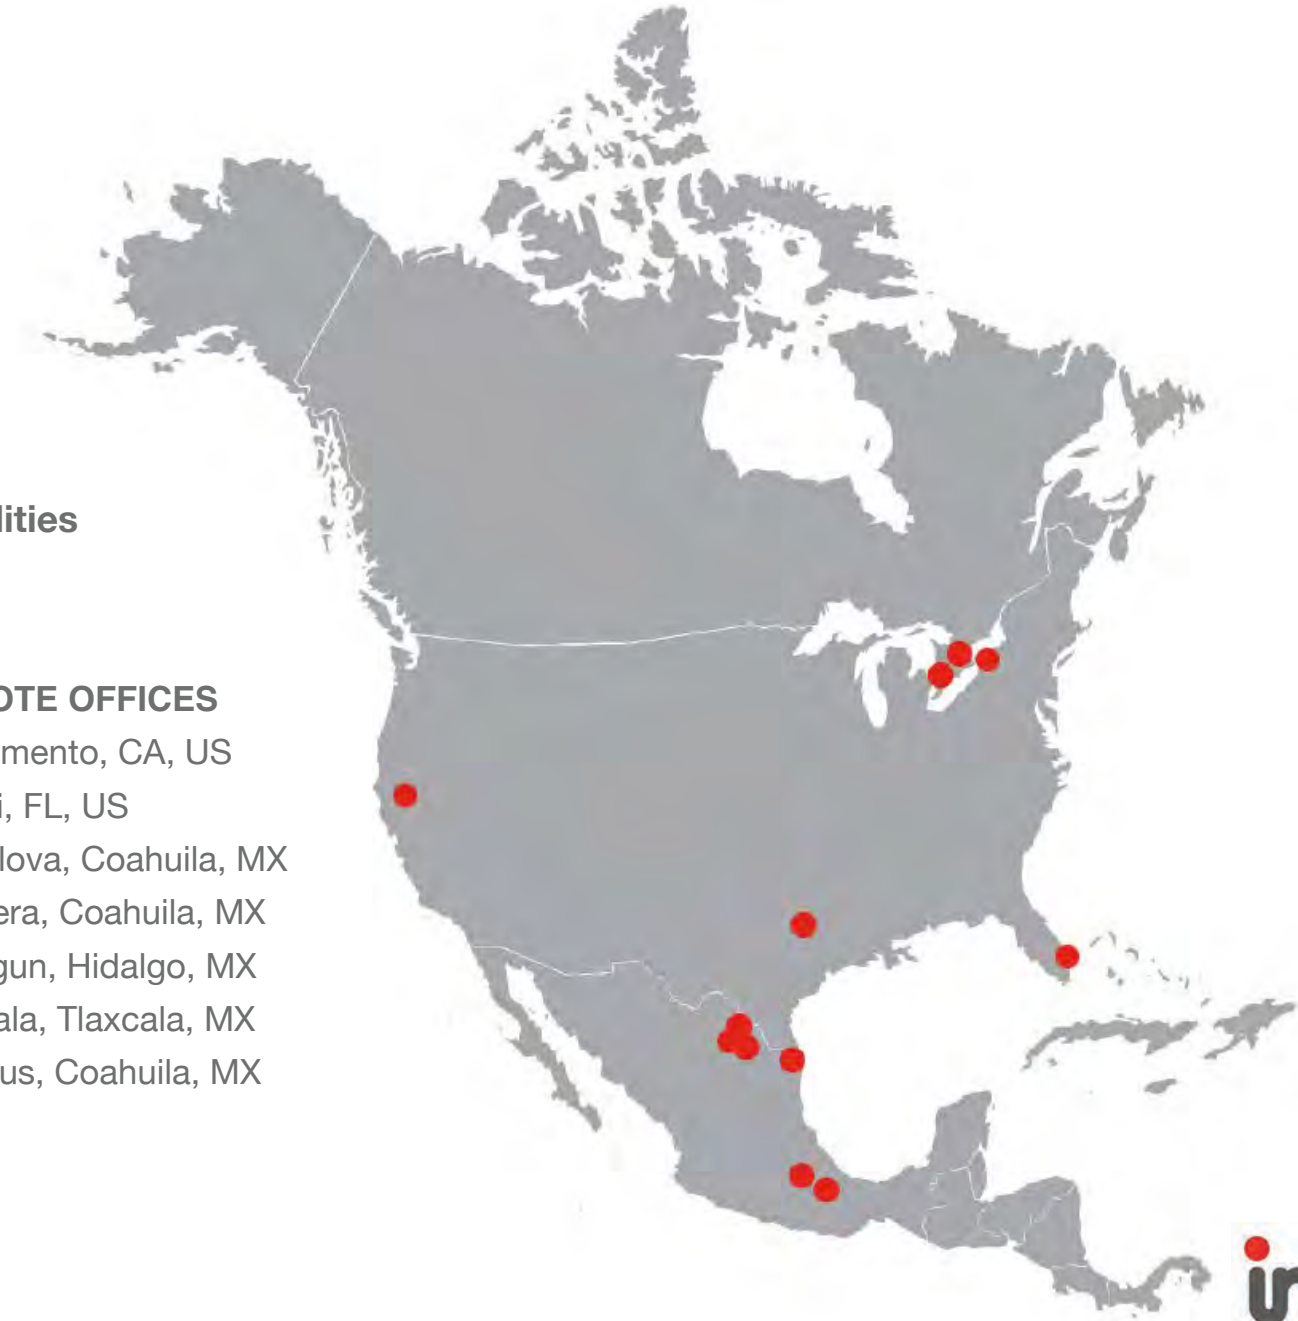 lities
OTE OFFICES
mento, CA, US
i, FL, US
lova, Coahuila, MX
era, Coahuila, MX
gun, Hidalgo, MX
ala, Tlaxcala, MX
us, Coahuila, MX